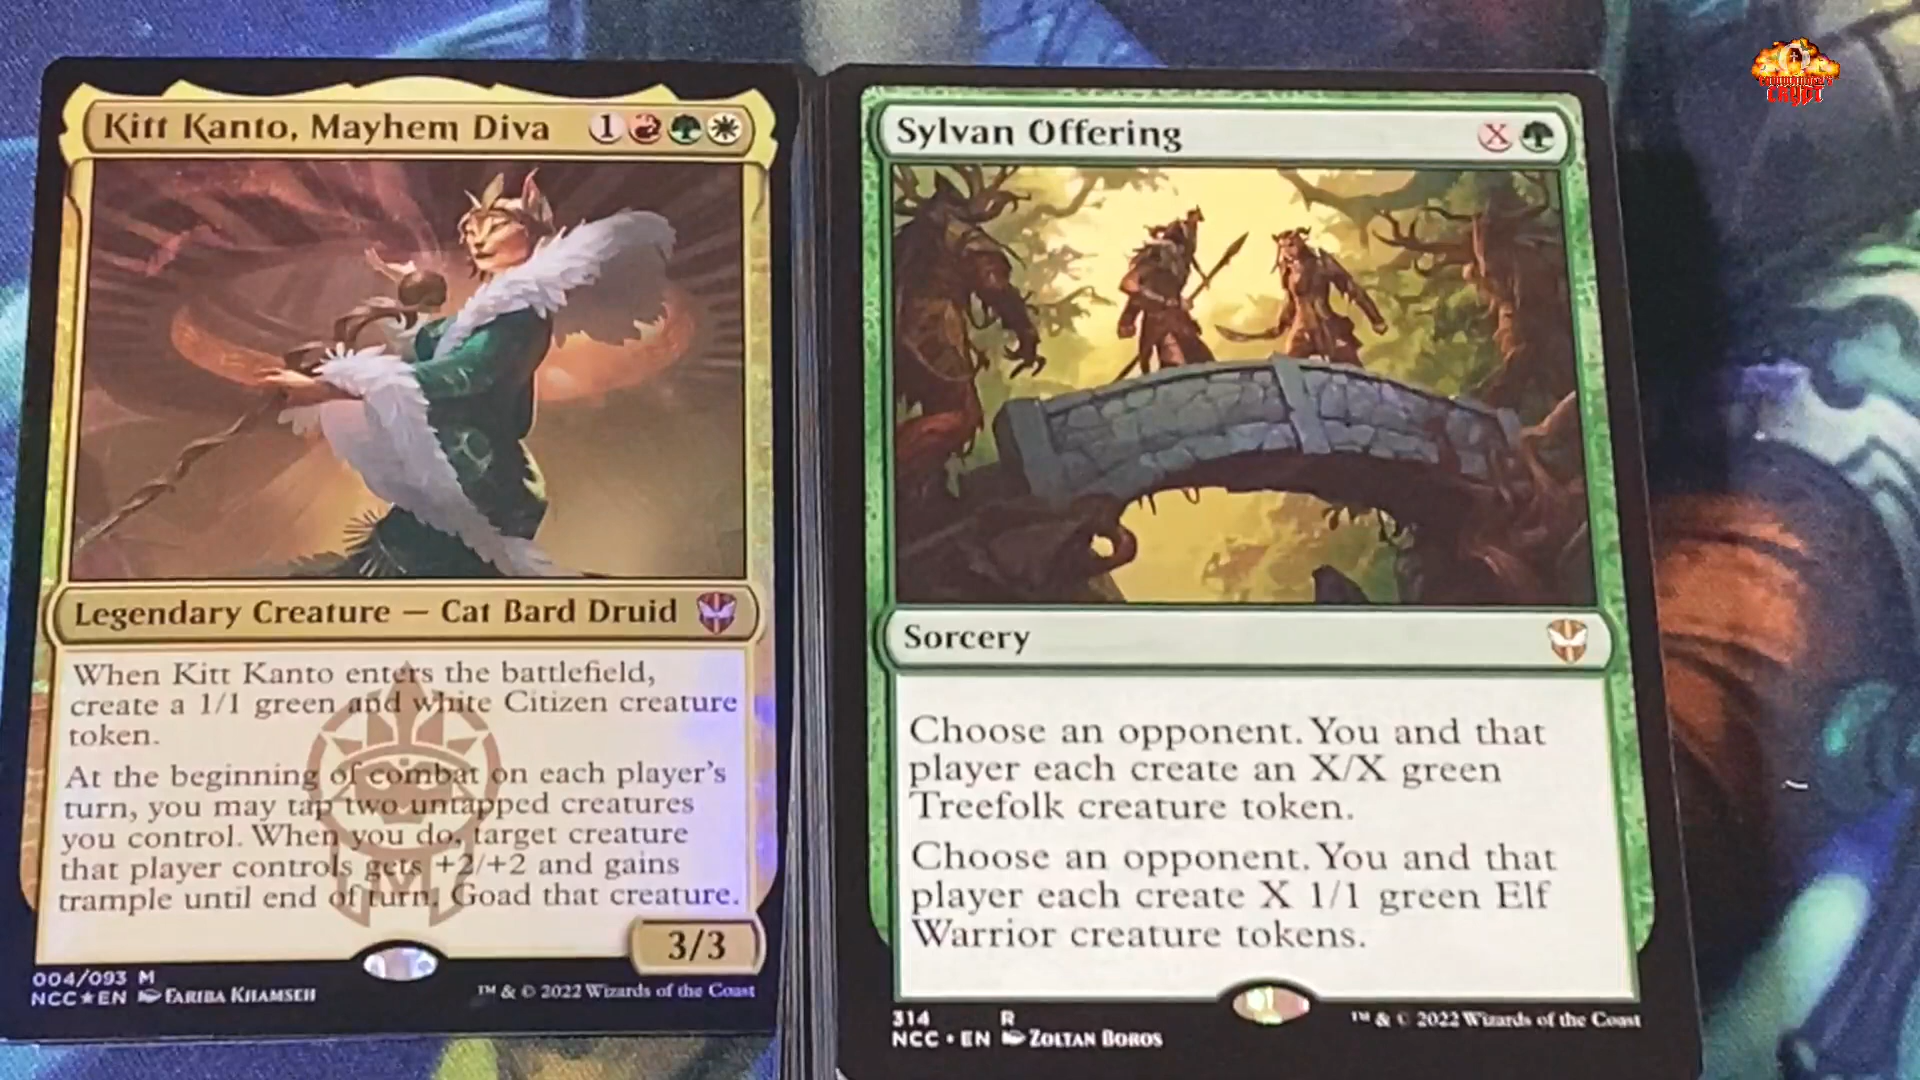 Kitt Kanto, Mayhem Diva 1
Legendary Creature — Cat Bard Druid
When Kitt Kanto enters the battlefield,
create a 1/1 green and white Citizen creature
token.
At the beginning of combat on each player's
turn, you may tap two untapped creatures
you control. When you do, target creature
that player controls gets +2/+2 and gains
trample until end of turn. Goad that creature.
3/3
004/093 M
NCC★EN FARIBA KHAMSEH
™ & © 2022 Wizards of the Coast
Sylvan Offering X
Sorcery
Choose an opponent. You and that
player each create an X/X green
Treefolk creature token.
Choose an opponent. You and that
player each create X 1/1 green Elf
Warrior creature tokens.
314 R
NCC • EN ZOLTAN BOROS
™ & © 2022 Wizards of the Coast
COMMANDER'S
CRYPT